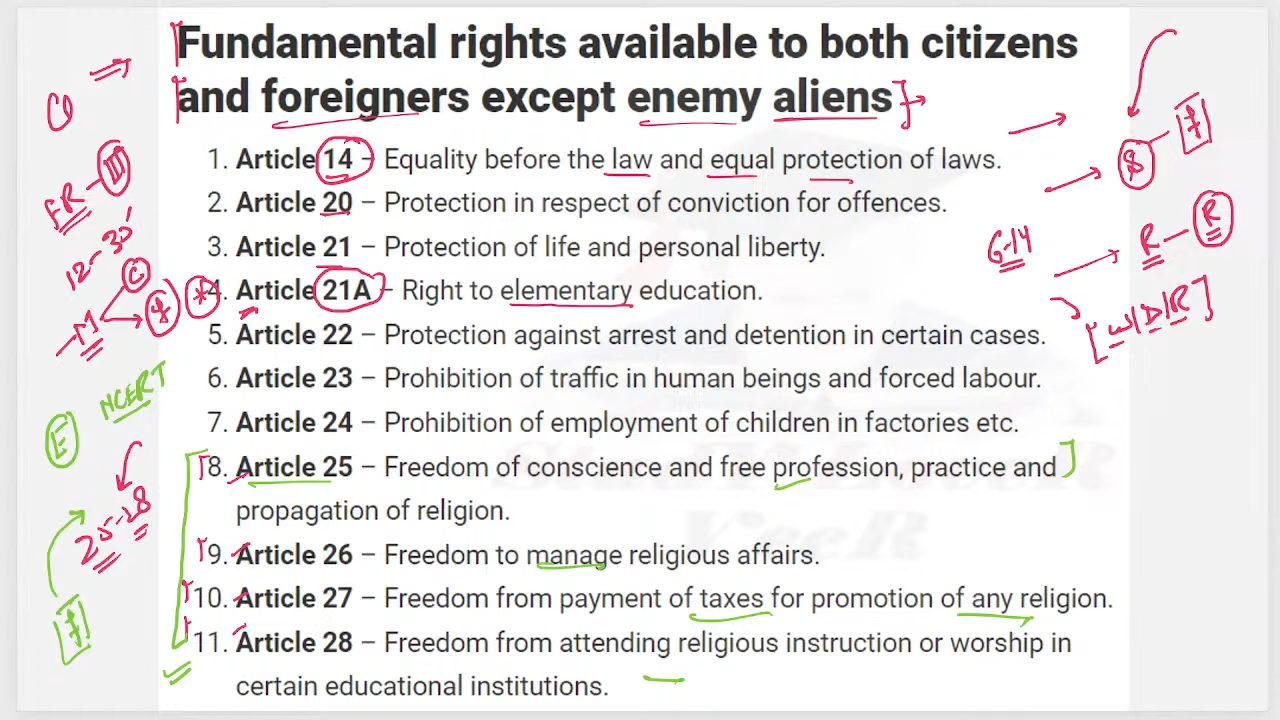 Fundamental rights available to both citizens
and foreigners except enemy aliens
1. Article 14 – Equality before the law and equal protection of laws.
2. Article 20 – Protection in respect of conviction for offences.
3. Article 21 – Protection of life and personal liberty.
4. Article 21A – Right to elementary education.
5. Article 22 – Protection against arrest and detention in certain cases.
6. Article 23 – Prohibition of traffic in human beings and forced labour.
7. Article 24 – Prohibition of employment of children in factories etc.
8. Article 25 – Freedom of conscience and free profession, practice and
propagation of religion.
9. Article 26 – Freedom to manage religious affairs.
10. Article 27 – Freedom from payment of taxes for promotion of any religion.
11. Article 28 – Freedom from attending religious instruction or worship in
certain educational institutions.
FR - III
12-30
M
C
E
NCERT
25-28
6-14
R - R
[W/D/R]